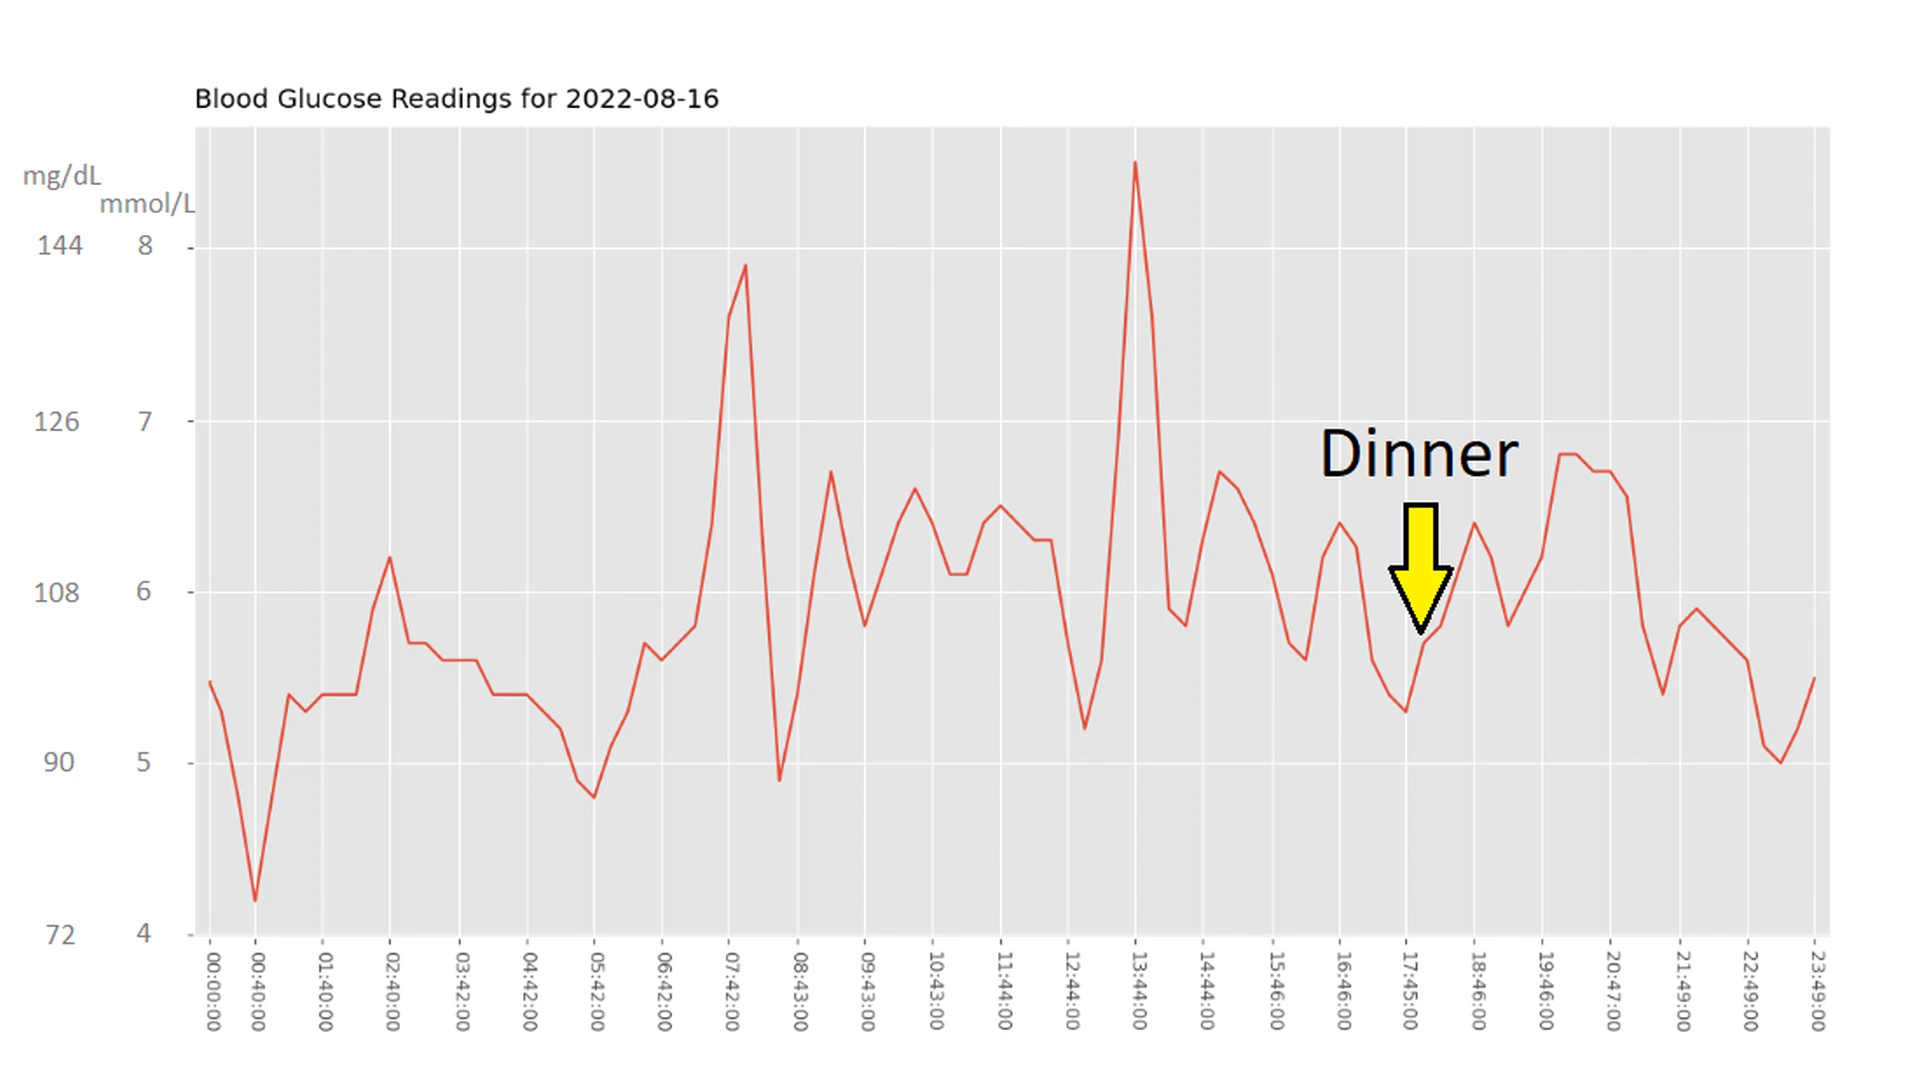 Blood Glucose Readings for 2022-08-16
mg/dL
mmol/L
144 8
126 7
Dinner
108 6
90 5
72 4
00:00:00 00:40:00 01:40:00 02:40:00 03:42:00 04:42:00 05:42:00 06:42:00 07:42:00 08:43:00 09:43:00 10:43:00 11:44:00 12:44:00 13:44:00 14:44:00 15:46:00 16:46:00 17:45:00 18:46:00 19:46:00 20:47:00 21:49:00 22:49:00 23:49:00